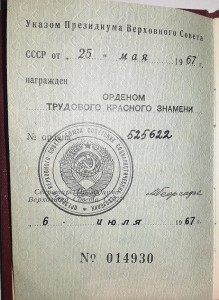 Указом Президиума Верховного Совета
СССР от „ 25 “ мая 1967 г.
награжден
ОРДЕНОМ
ТРУДОВОГО КРАСНОГО ЗНАМЕНИ
№ ордена 525622
Секретарь Президиума
Верховного Совета
6 июля 1967 г.
№ 014930